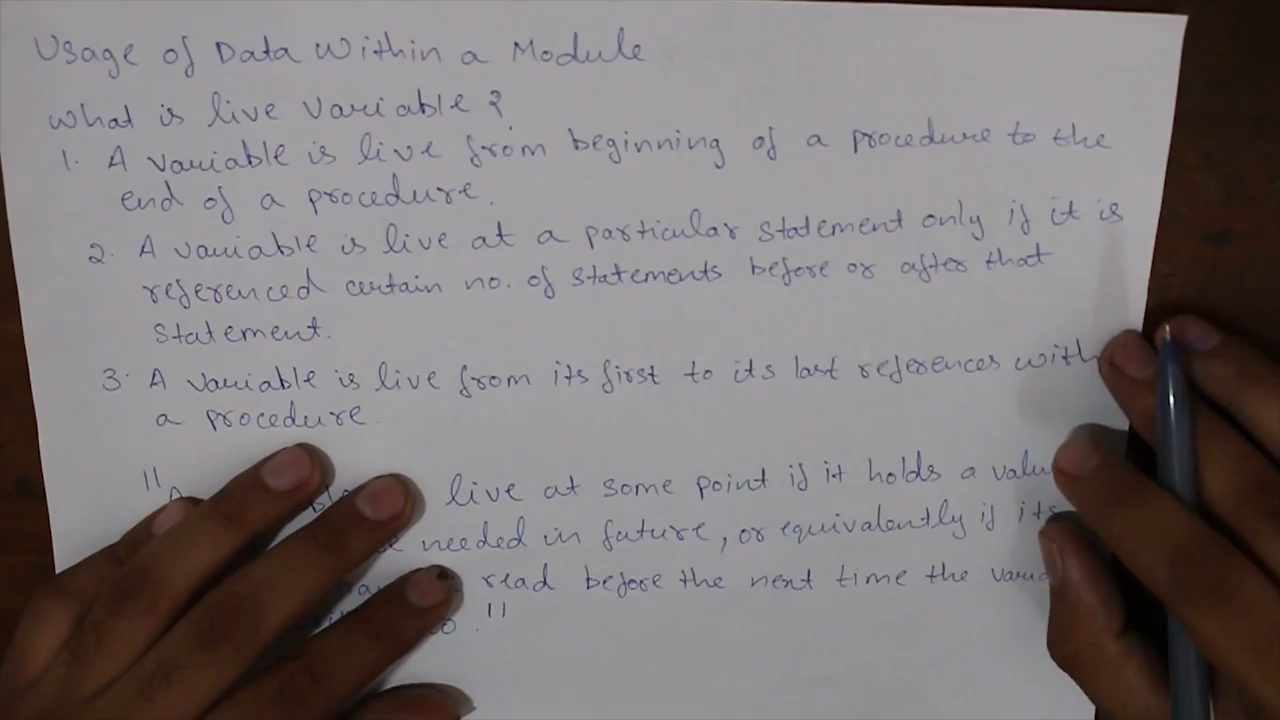 Usage of Data Within a Module
What is live Variable ?
1. A variable is live from beginning of a procedure to the
end of a procedure.
2. A variable is live at a particular statement only if it is
referenced certain no. of statements before or after that
statement.
3. A variable is live from its first to its last references with
a procedure.
" A live at some point if it holds a valu
needed in future, or equivalently if its
read before the next time the varia
"